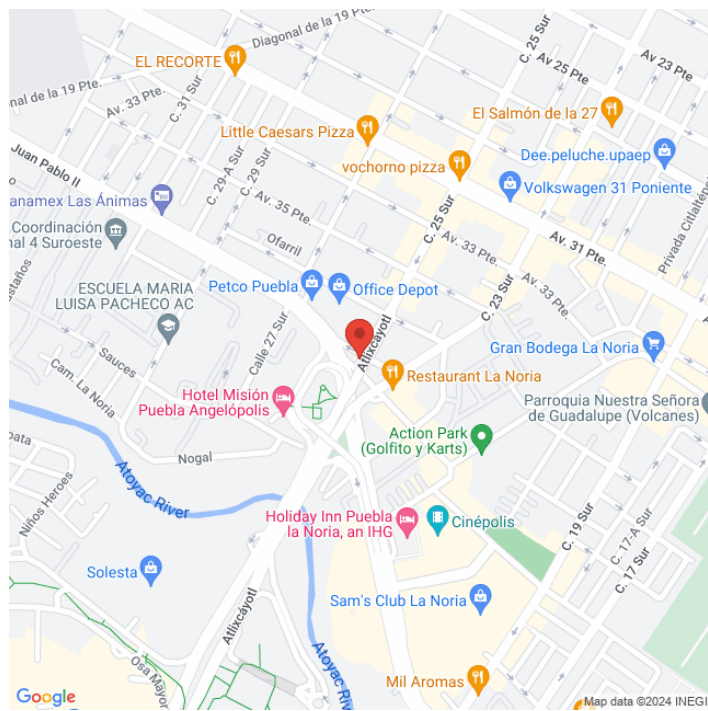 Diagonal de la 19 Pte.
C. 25 Sur
Av 23 Pte
Av 25 Pte
EL RECORTE
onal de la 19 Pte.
C. 31 Sur
Av. 33 Pte.
El Salmón de la 27
Little Caesars Pizza
Dee.peluche.upaep
Juan Pablo II
C. 29-A Sur
C. 29 Sur
vochorno pizza
Volkswagen 31 Poniente
anamex Las Ánimas
Av. 35 Pte.
C. 25 Sur
Av. 33 Pte.
Av. 31 Pte.
Privada Citlaltépetl
Coordinación
nal 4 Suroeste
Ofarril
C. 23 Sur
Av. 33 Pte.
astaños
ESCUELA MARIA
LUISA PACHECO AC
Petco Puebla
Office Depot
Calle 27 Sur
Atlixcáyotl
Gran Bodega La Noria
Sauces
Restaurant La Noria
Cam. La Noria
Hotel Misión
Puebla Angelópolis
Parroquia Nuestra Señora
de Guadalupe (Volcanes)
Action Park
(Golfito y Karts)
Nogal
Niños Heroes
Atoyac River
Holiday Inn Puebla
la Noria, an IHG
Cinépolis
C. 19 Sur
C. 17-A Sur
C. 17 Sur
Solesta
Sam's Club La Noria
Atlixcáyotl
Osa Mayor
Atoyac River
Mil Aromas
Google
Map data ©2024 INEGI